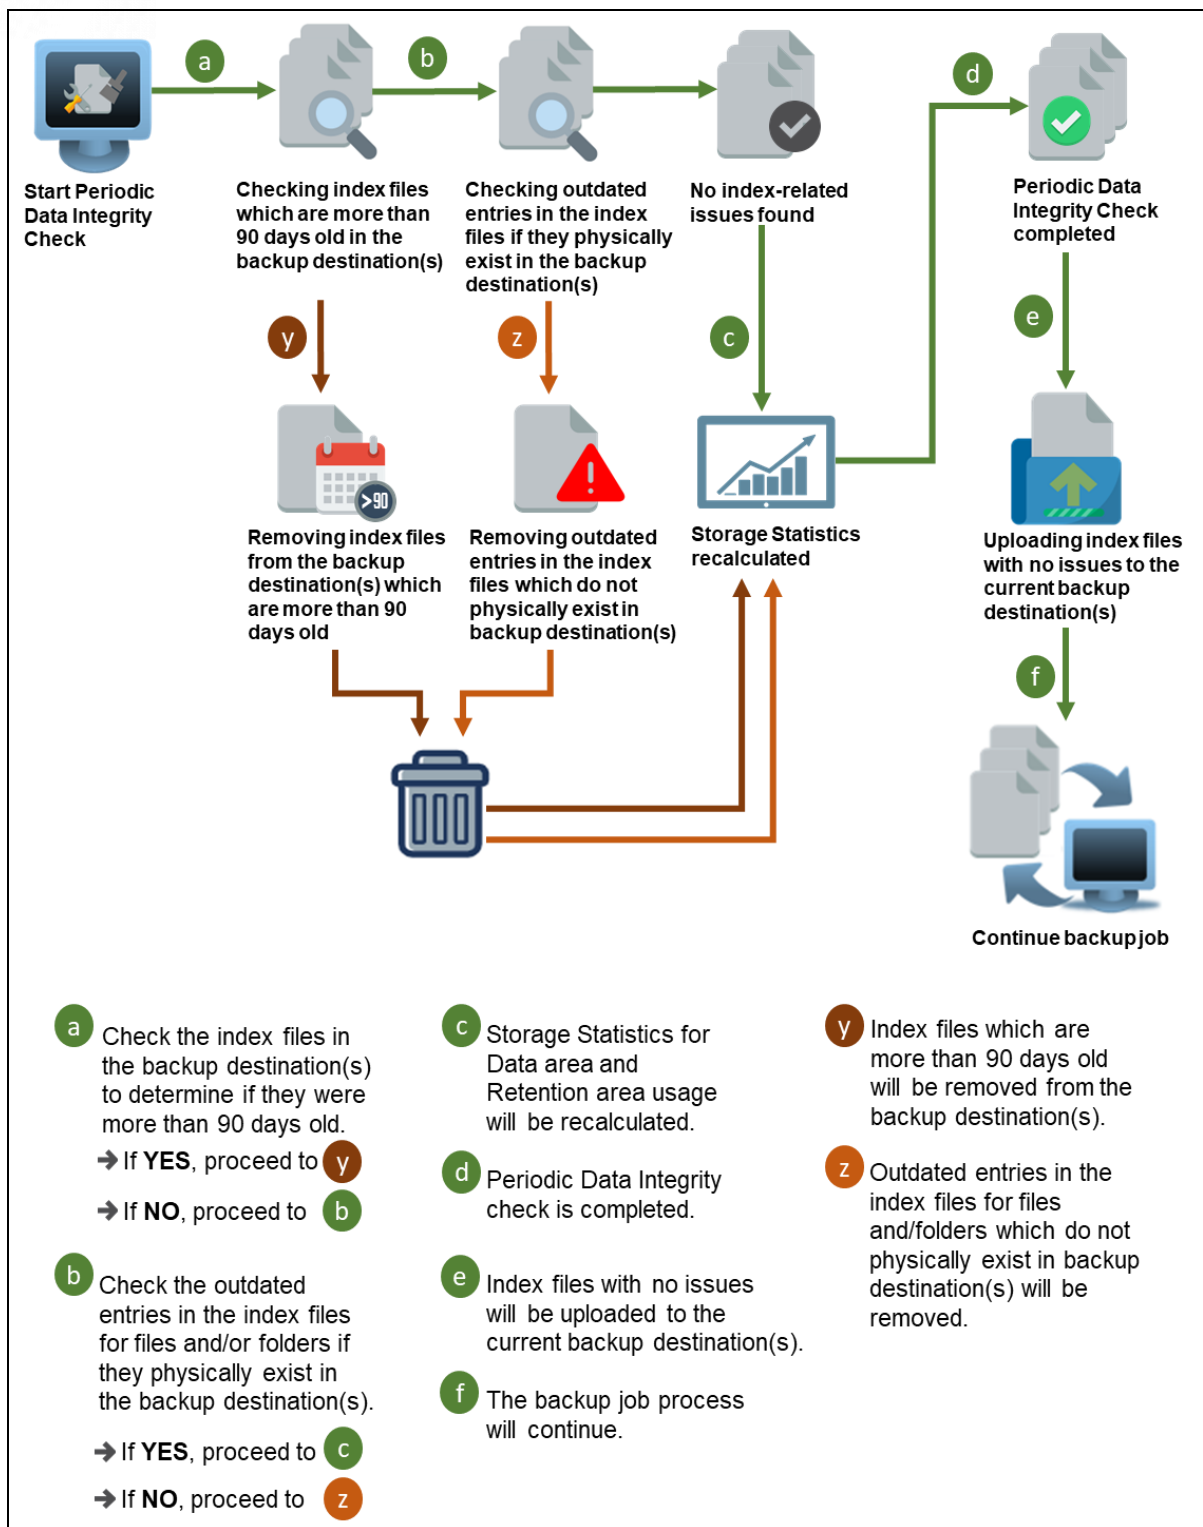 a
b
d
Start Periodic
Data Integrity
Check
Checking index files
which are more than
90 days old in the
backup destination(s)
Checking outdated
entries in the index
files if they physically
exist in the backup
destination(s)
No index-related
issues found
Periodic Data
Integrity Check
completed
y
z
c
e
>90
Removing index files
from the backup
destination(s) which
are more than 90
days old
Removing outdated
entries in the index
files which do not
physically exist in
backup destination(s)
Storage Statistics
recalculated
Uploading index files
with no issues to the
current backup
destination(s)
f
Continue backup job
a
Check the index files in
the backup destination(s)
to determine if they were
more than 90 days old.
➔ If YES, proceed to y
➔ If NO, proceed to b
b
Check the outdated
entries in the index files
for files and/or folders if
they physically exist in
the backup destination(s).
➔ If YES, proceed to c
➔ If NO, proceed to z
c
Storage Statistics for
Data area and
Retention area usage
will be recalculated.
d
Periodic Data Integrity
check is completed.
e
Index files with no issues
will be uploaded to the
current backup destination(s).
f
The backup job process
will continue.
y
Index files which are
more than 90 days old
will be removed from the
backup destination(s).
z
Outdated entries in the
index files for files
and/folders which do not
physically exist in backup
destination(s) will be
removed.